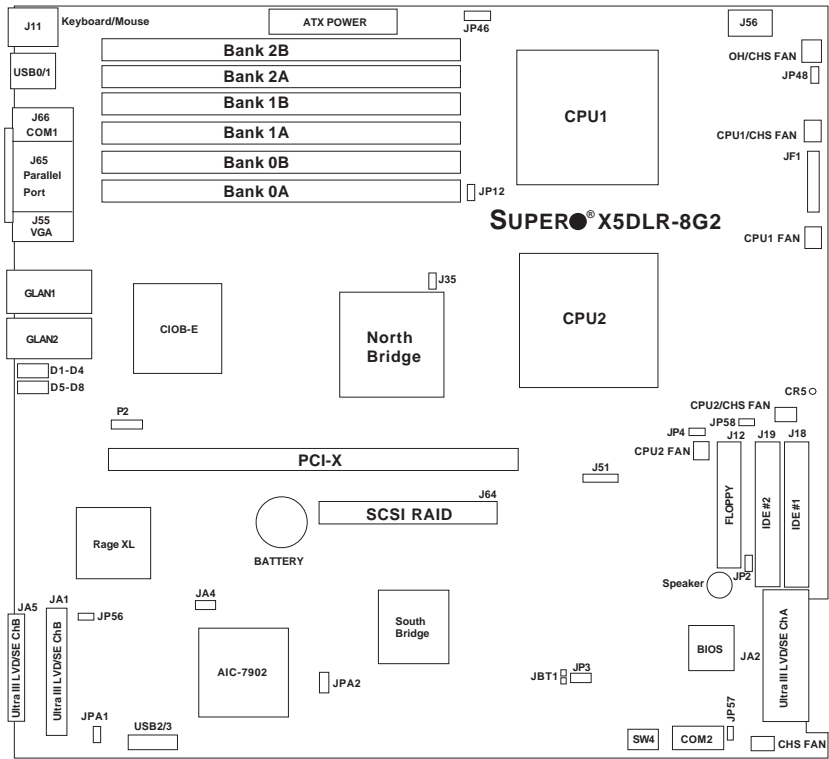 J11
Keyboard/Mouse
ATX POWER
JP46
J56
OH/CHS FAN
JP48
USB0/1
Bank 2B
Bank 2A
Bank 1B
Bank 1A
Bank 0B
Bank 0A
J66
COM1
J65
Parallel
Port
J55
VGA
CPU1
CPU1/CHS FAN
JF1
JP12
SUPER® X5DLR-8G2
CPU1 FAN
GLAN1
GLAN2
CIOB-E
J35
North
Bridge
CPU2
D1-D4
D5-D8
CR5
CPU2/CHS FAN
P2
JP4
JP58
J12
J19
J18
CPU2 FAN
PCI-X
J51
J64
SCSI RAID
FLOPPY
IDE #2
IDE #1
Rage XL
BATTERY
JP2
Speaker
JA5
JA1
JP56
JA4
South
Bridge
Ultra III LVD/SE ChB
Ultra III LVD/SE ChB
AIC-7902
JPA2
JBT1
JP3
BIOS
JA2
Ultra III LVD/SE ChA
JPA1
USB2/3
SW4
COM2
JP57
CHS FAN